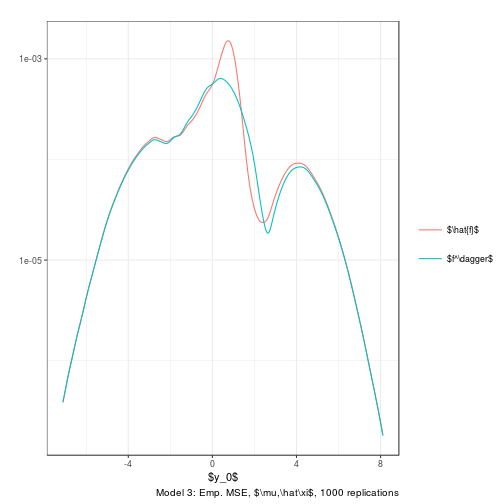 1e-03
1e-05
-4
0
4
8
$y_0$
$\hat{f}$
$f^\dagger$
Model 3: Emp. MSE, $\mu,\hat\xi$, 1000 replications